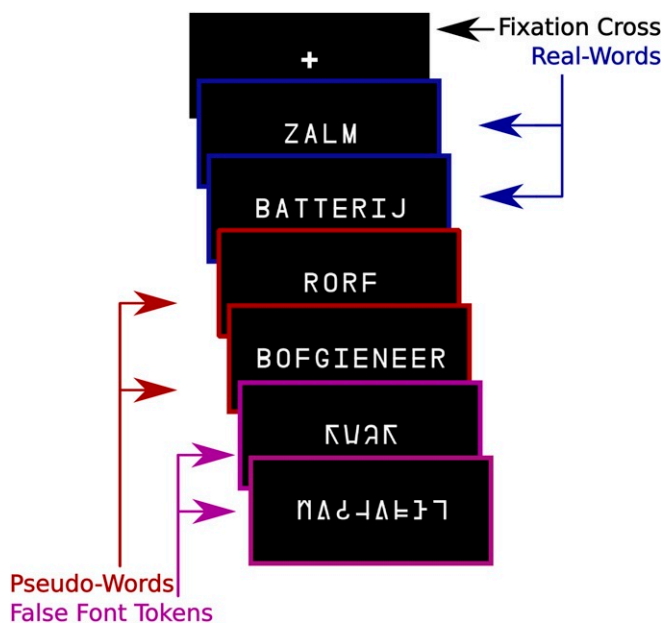 Fixation Cross
+
Real-Words
ZALM
BATTERIJ
RORF
BOFGIENEER
Pseudo-Words
False Font Tokens